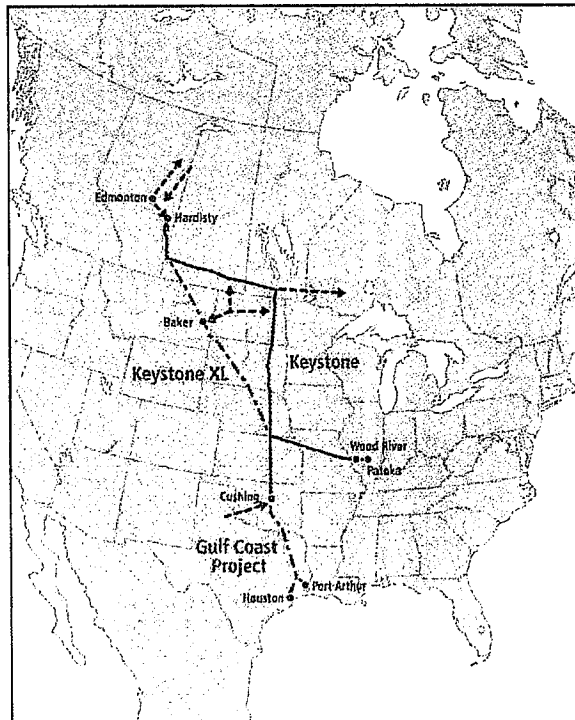 Edmonton
Hardisty
Baker
Keystone XL
Keystone
Wood River
Patoka
Cushing
Gulf Coast
Project
Port Arthur
Houston